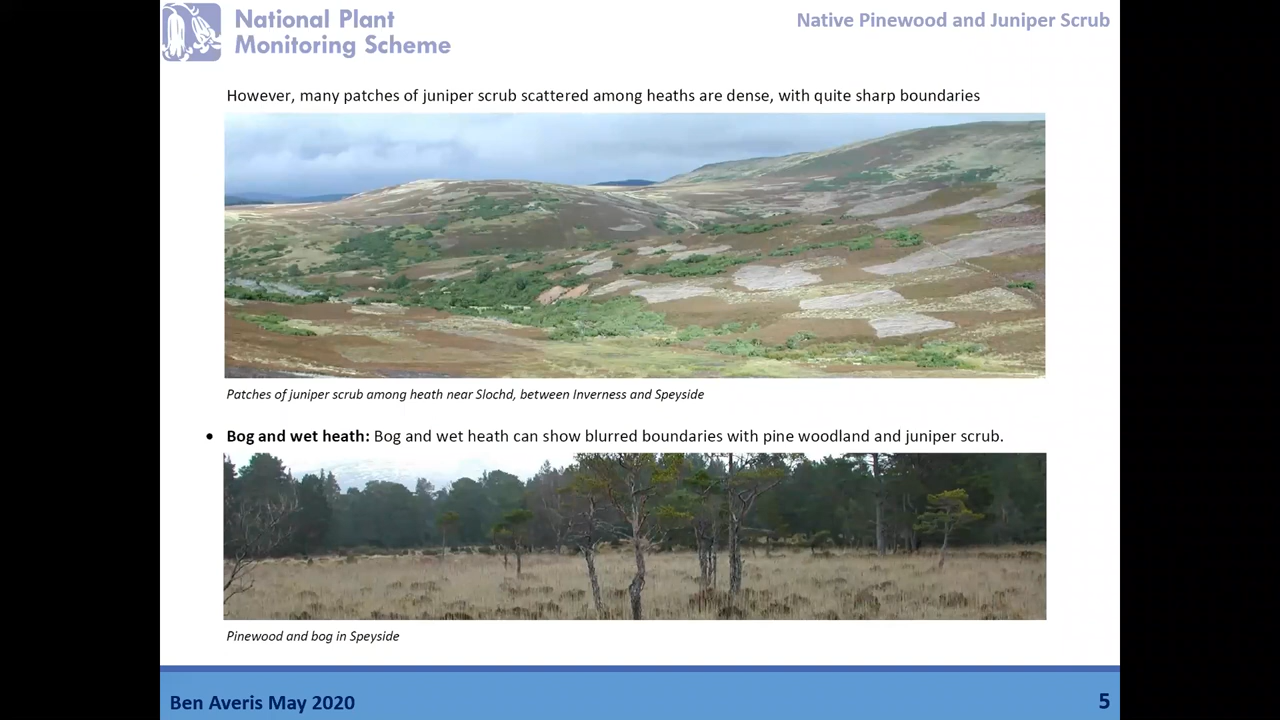 National Plant
Monitoring Scheme
Native Pinewood and Juniper Scrub
However, many patches of juniper scrub scattered among heaths are dense, with quite sharp boundaries
Patches of juniper scrub among heath near Slochd, between Inverness and Speyside
• Bog and wet heath: Bog and wet heath can show blurred boundaries with pine woodland and juniper scrub.
Pinewood and bog in Speyside
Ben Averis May 2020
5